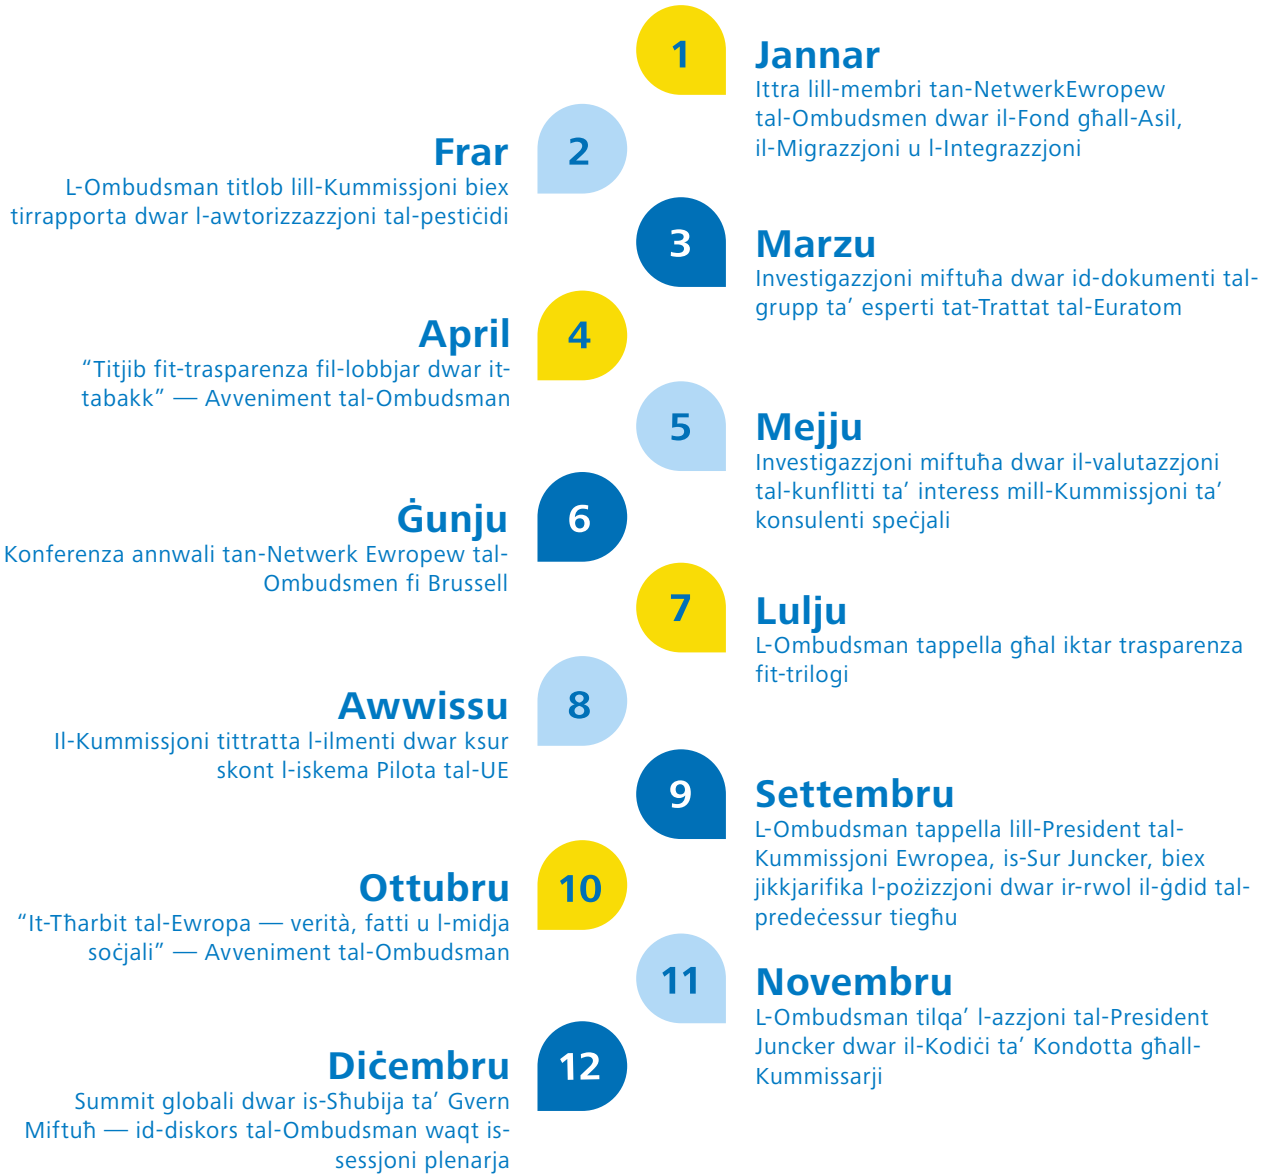 1
Jannar
Ittra lill-membri tan-NetwerkEwropew
tal-Ombudsmen dwar il-Fond għall-Asil,
il-Migrazzjoni u l-Integrazzjoni
2
Frar
L-Ombudsman titlob lill-Kummissjoni biex
tirrapporta dwar l-awtorizzazzjoni tal-pestiċidi
3
Marzu
Investigazzjoni miftuħa dwar id-dokumenti tal-
grupp ta’ esperti tat-Trattat tal-Euratom
4
April
“Titjib fit-trasparenza fil-lobbjar dwar it-
tabakk” — Avveniment tal-Ombudsman
5
Mejju
Investigazzjoni miftuħa dwar il-valutazzjoni
tal-kunflitti ta’ interess mill-Kummissjoni ta’
konsulenti speċjali
6
Ġunju
Konferenza annwali tan-Netwerk Ewropew tal-
Ombudsmen fi Brussell
7
Lulju
L-Ombudsman tappella għal iktar trasparenza
fit-trilogi
8
Awwissu
Il-Kummissjoni tittratta l-ilmenti dwar ksur
skont l-iskema Pilota tal-UE
9
Settembru
L-Ombudsman tappella lill-President tal-
Kummissjoni Ewropea, is-Sur Juncker, biex
jikkjarifika l-pożizzjoni dwar ir-rwol il-ġdid tal-
predeċessur tiegħu
10
Ottubru
“It-Tħarbit tal-Ewropa — verità, fatti u l-midja
soċjali” — Avveniment tal-Ombudsman
11
Novembru
L-Ombudsman tilqa’ l-azzjoni tal-President
Juncker dwar il-Kodiċi ta’ Kondotta għall-
Kummissarji
12
Diċembru
Summit globali dwar is-Sħubija ta’ Gvern
Miftuħ — id-diskors tal-Ombudsman waqt is-
sessjoni plenarja